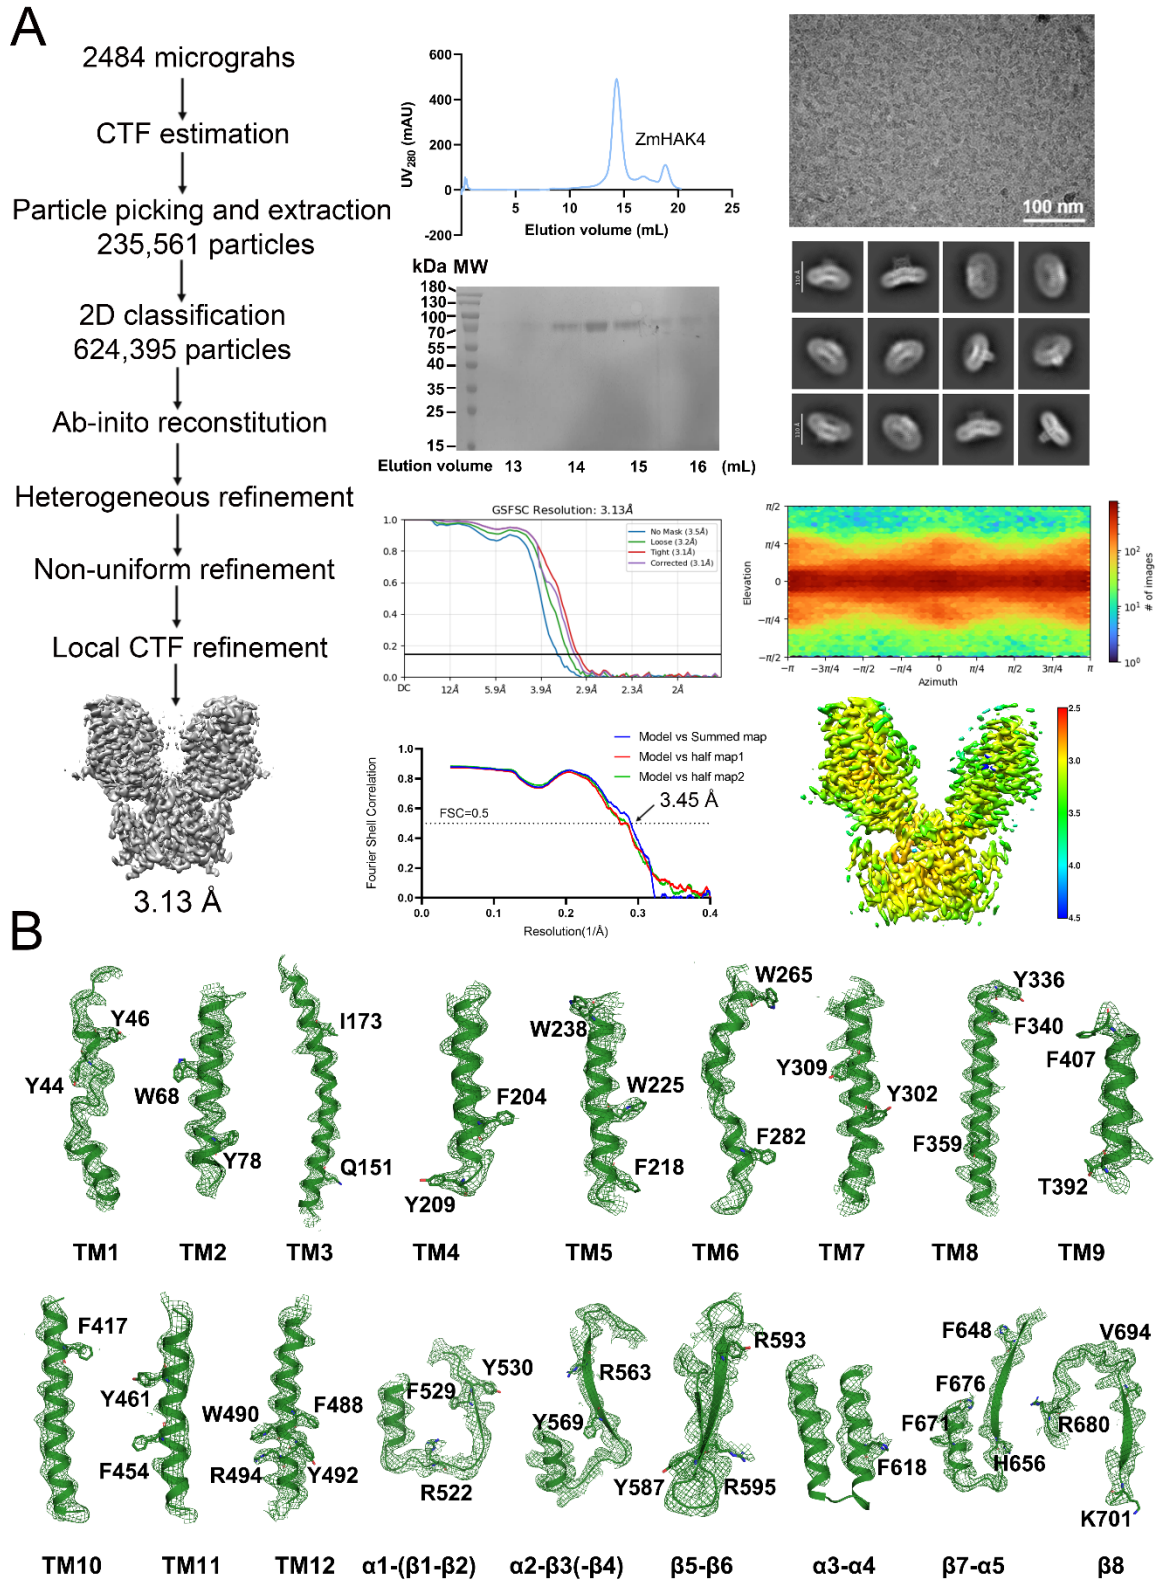 A
2484 micrograhs
CTF estimation
Particle picking and extraction
235,561 particles
2D classification
624,395 particles
Ab-inito reconstitution
Heterogeneous refinement
Non-uniform refinement
Local CTF refinement
3.13 Å
600
400
200
0
-200
UV280 (mAU)
ZmHAK4
5 10 15 20 25
Elution volume (mL)
kDa MW
180
130
100
70
55
40
35
25
15
Elution volume 13 14 15 16 (mL)
100 nm
110 Å
110 Å
GSFSC Resolution: 3.13Å
1.0
0.8
0.6
0.4
0.2
0.0
No Mask (3.5Å)
Loose (3.2Å)
Tight (3.1Å)
Corrected (3.1Å)
DC 12Å 5.9Å 3.9Å 2.9Å 2.3Å 2Å
π/2
π/4
0
−π/4
−π/2
Elevation
−π −3π/4 −π/2 −π/4 0 π/4 π/2 3π/4 π
Azimuth
10²
10¹
10⁰
# of images
Model vs Summed map
Model vs half map1
Model vs half map2
1.0
0.8
0.6
0.4
0.2
0.0
Fourier Shell Correlation
FSC=0.5
3.45 Å
0.0 0.1 0.2 0.3 0.4
Resolution(1/Å)
2.5
3.0
3.5
4.0
4.5
B
Y46
Y44
TM1
W68
Y78
TM2
I173
Q151
TM3
F204
Y209
TM4
W238
W225
F218
TM5
W265
F282
TM6
Y309
Y302
TM7
Y336
F340
F359
TM8
F407
T392
TM9
F417
TM10
Y461
F454
TM11
W490
F488
R494
Y492
TM12
Y530
F529
R522
α1-(β1-β2)
R563
Y569
α2-β3(-β4)
R593
Y587
R595
β5-β6
F618
α3-α4
F648
F676
F671
H656
β7-α5
V694
R680
K701
β8